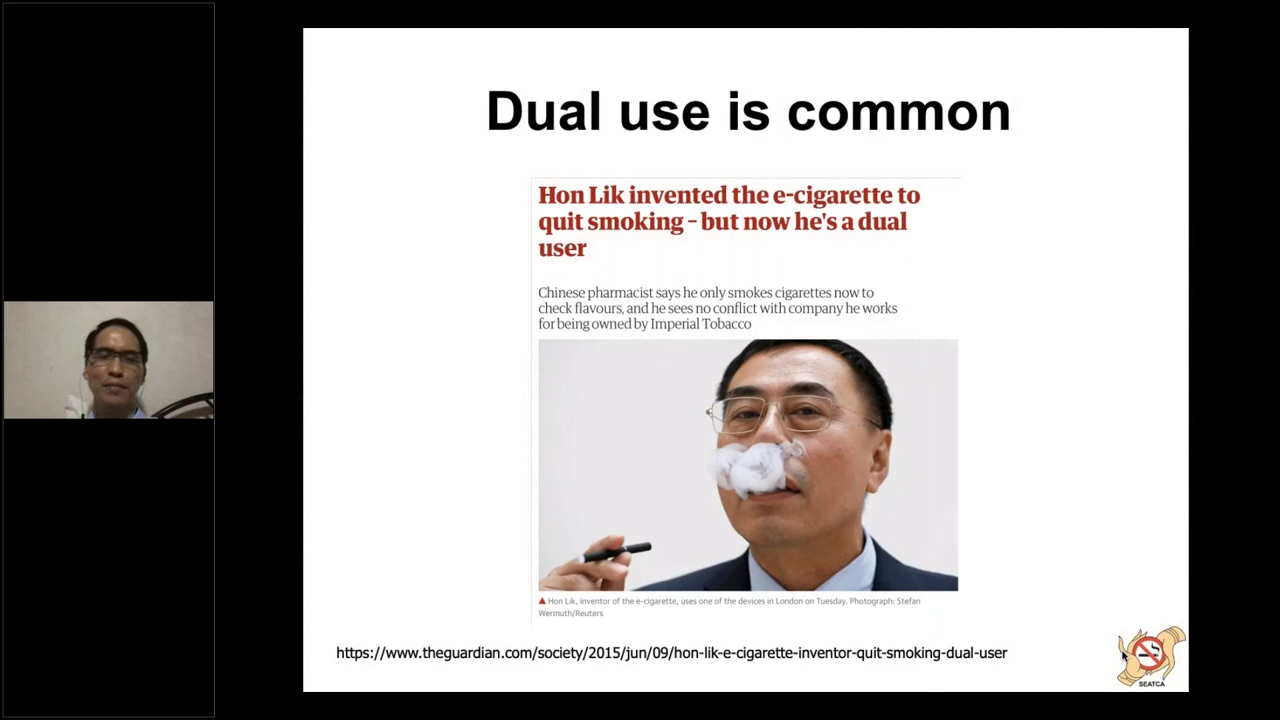 Dual use is common
Hon Lik invented the e-cigarette to
quit smoking – but now he's a dual
user
Chinese pharmacist says he only smokes cigarettes now to
check flavours, and he sees no conflict with company he works
for being owned by Imperial Tobacco
Hon Lik, inventor of the e-cigarette, uses one of the devices in London on Tuesday. Photograph: Stefan
Wermuth/Reuters
https://www.theguardian.com/society/2015/jun/09/hon-lik-e-cigarette-inventor-quit-smoking-dual-user
SEATCA